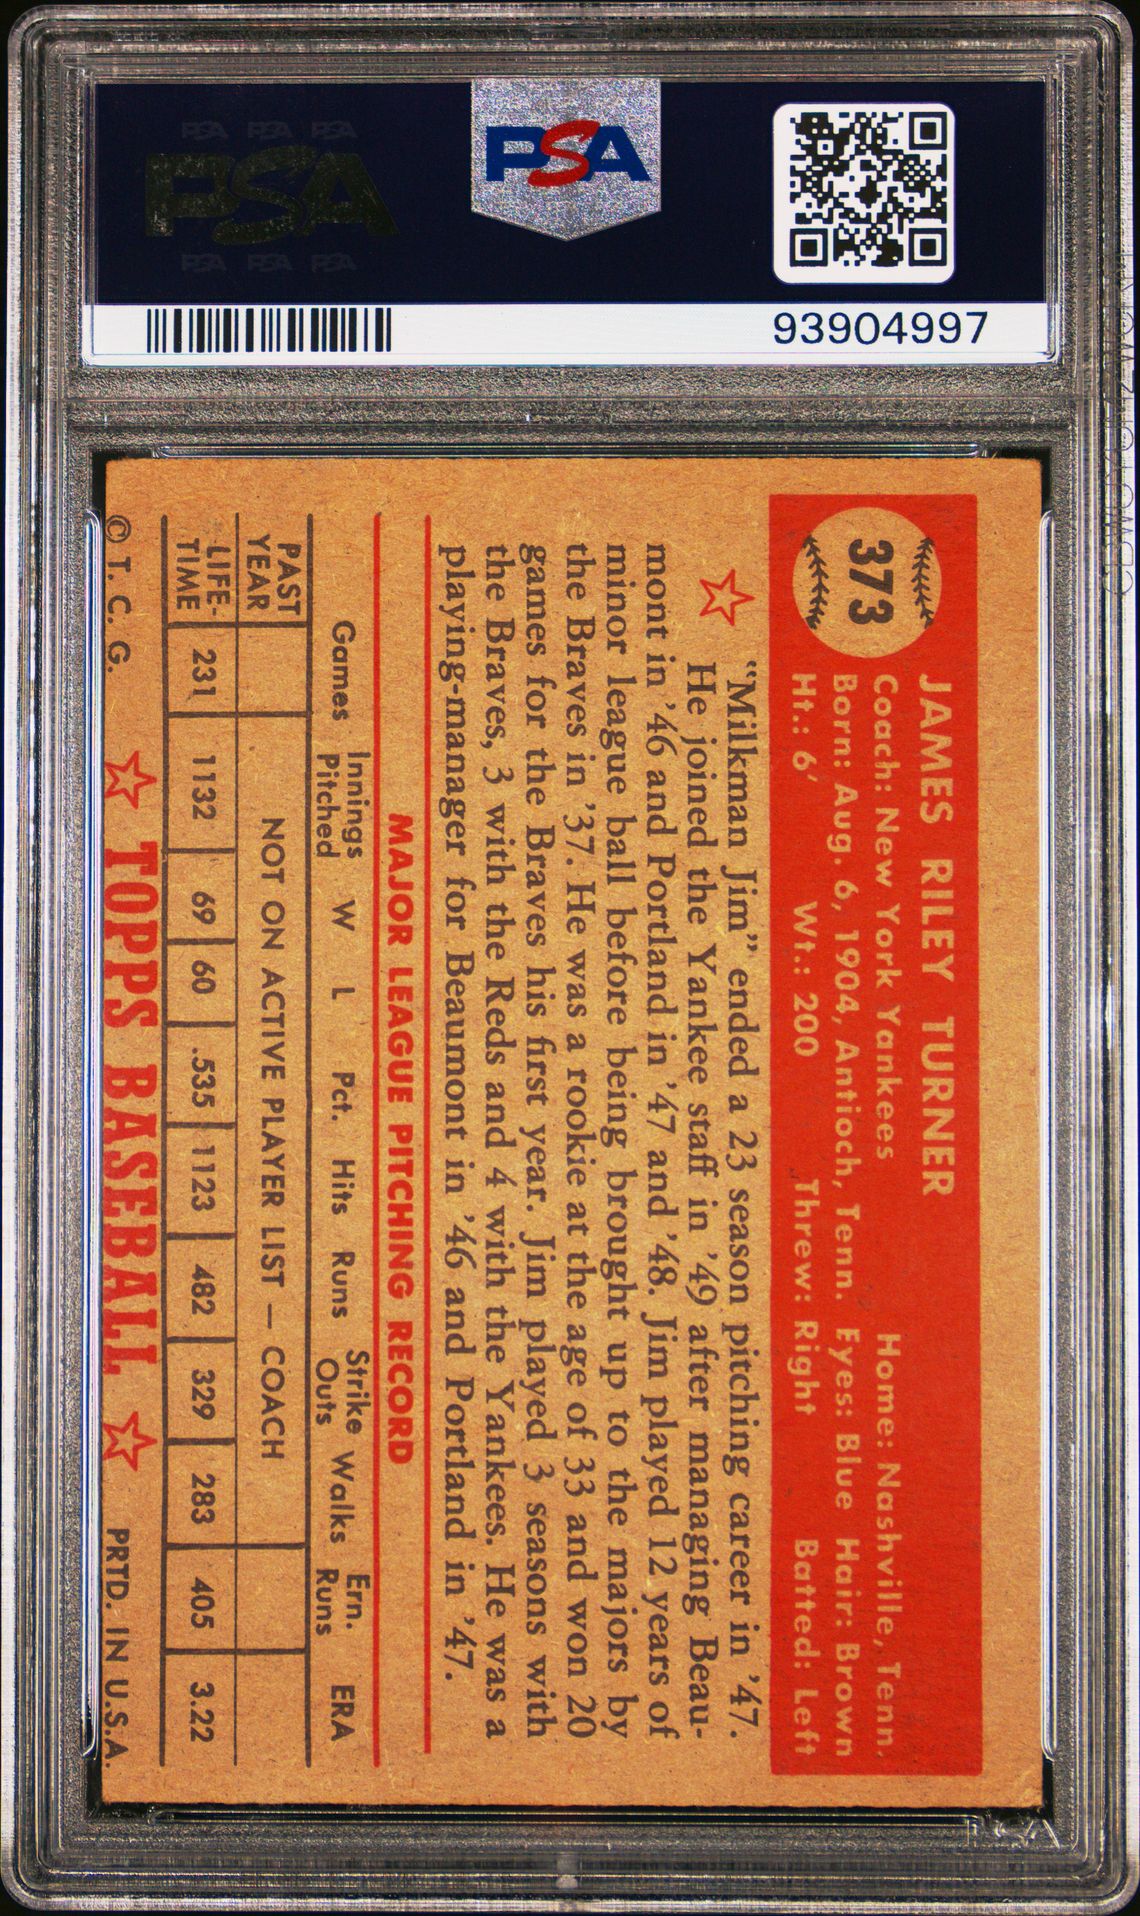 PSA PSA PSA
PSA
PSA PSA PSA
PSA
93904997
373
JAMES RILEY TURNER
Coach: New York Yankees Home: Nashville, Tenn.
Born: Aug. 6, 1904, Antioch, Tenn. Eyes: Blue Hair: Brown
Ht.: 6' Wt.: 200 Threw: Right Batted: Left
"Milkman Jim" ended a 23 season pitching career in '47.
He joined the Yankee staff in '49 after managing Beau-
mont in '46 and Portland in '47 and '48. Jim played 12 years of
minor league ball before being brought up to the majors by
the Braves in '37. He was a rookie at the age of 33 and won 20
games for the Braves his first year. Jim played 3 seasons with
the Braves, 3 with the Reds and 4 with the Yankees. He was a
playing-manager for Beaumont in '46 and Portland in '47.
MAJOR LEAGUE PITCHING RECORD
Games Innings Pitched W L Pct. Hits Runs Strike Outs Walks Ern. Runs ERA
PAST YEAR NOT ON ACTIVE PLAYER LIST — COACH
LIFE-TIME 231 1132 69 60 .535 1123 482 329 283 405 3.22
© T. C. G. TOPPS BASEBALL PRTD. IN U.S.A.
PSA